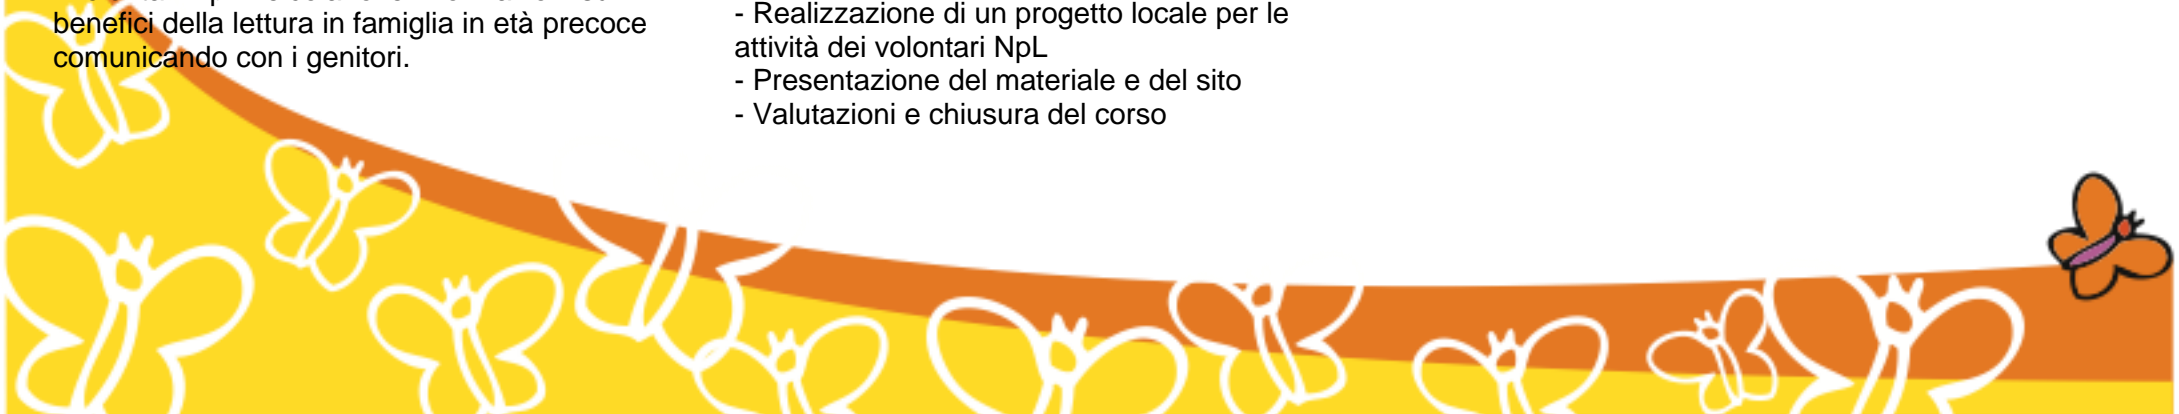 benefici della lettura in famiglia in età precoce
comunicando con i genitori.
- Realizzazione di un progetto locale per le
attività dei volontari NpL
- Presentazione del materiale e del sito
- Valutazioni e chiusura del corso